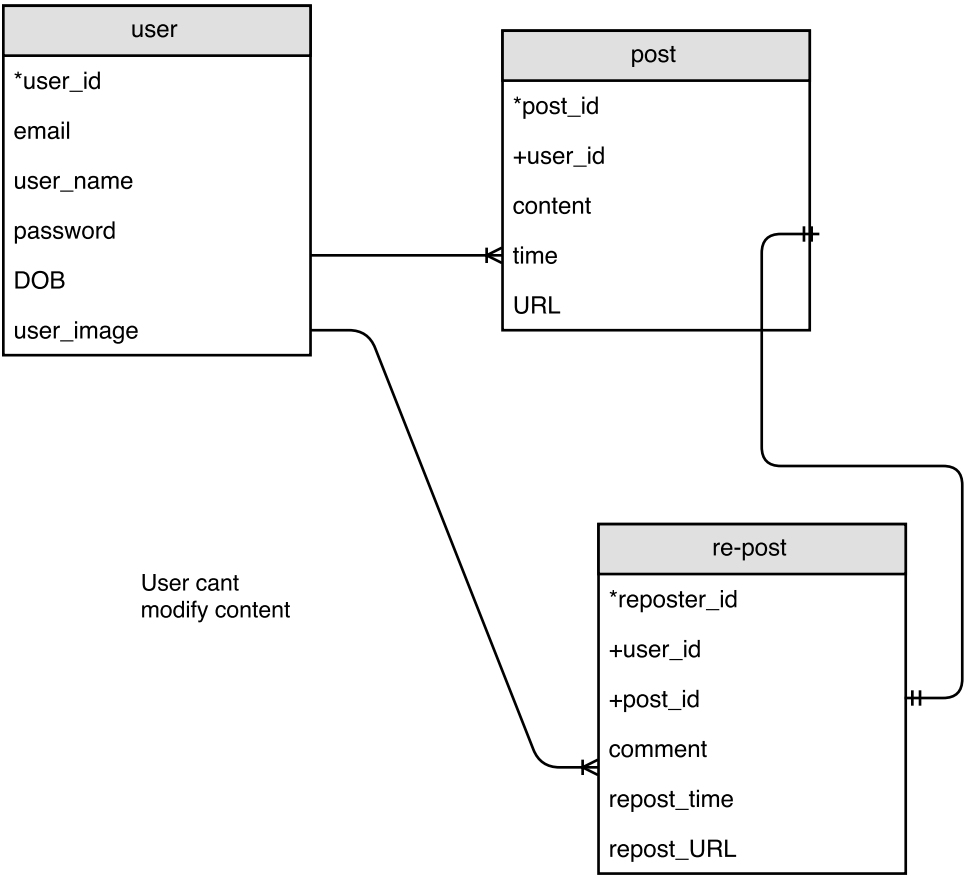 user
*user_id
email
user_name
password
DOB
user_image
post
*post_id
+user_id
content
time
URL
User cant
modify content
re-post
*reposter_id
+user_id
+post_id
comment
repost_time
repost_URL